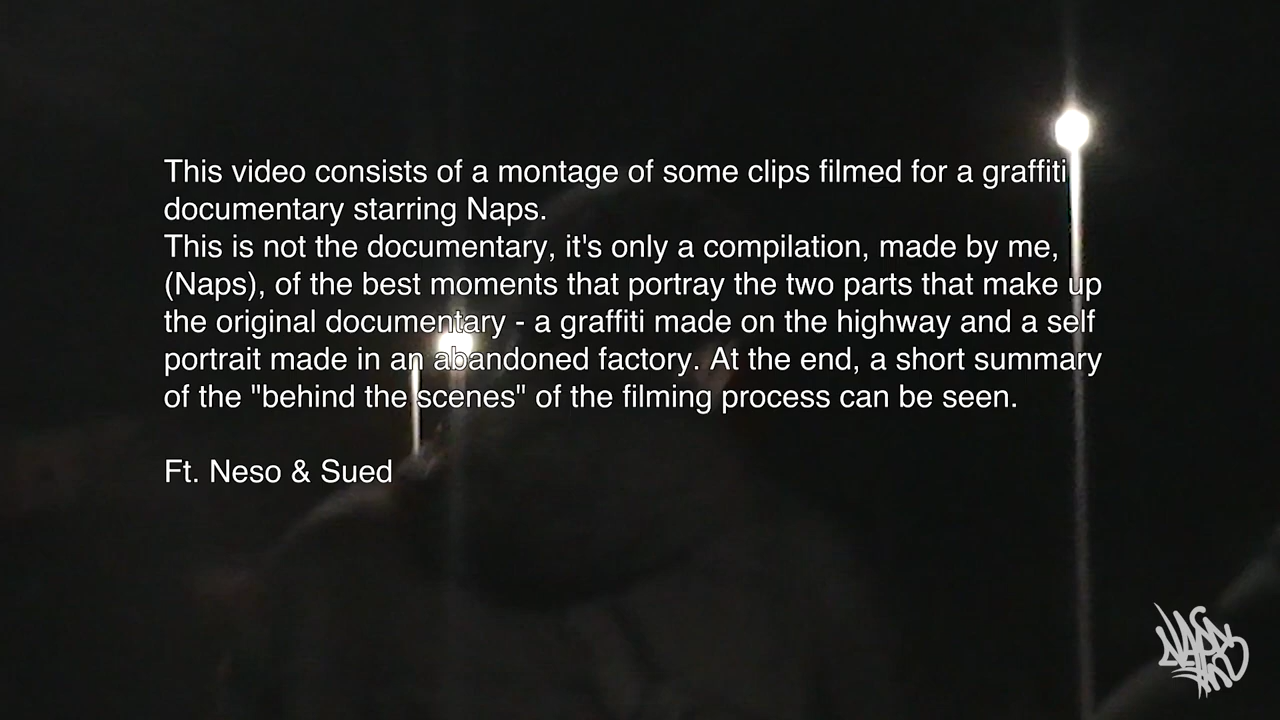 This video consists of a montage of some clips filmed for a graffiti
documentary starring Naps.
This is not the documentary, it's only a compilation, made by me,
(Naps), of the best moments that portray the two parts that make up
the original documentary - a graffiti made on the highway and a self
portrait made in an abandoned factory. At the end, a short summary
of the "behind the scenes" of the filming process can be seen.
Ft. Neso & Sued
NAPS